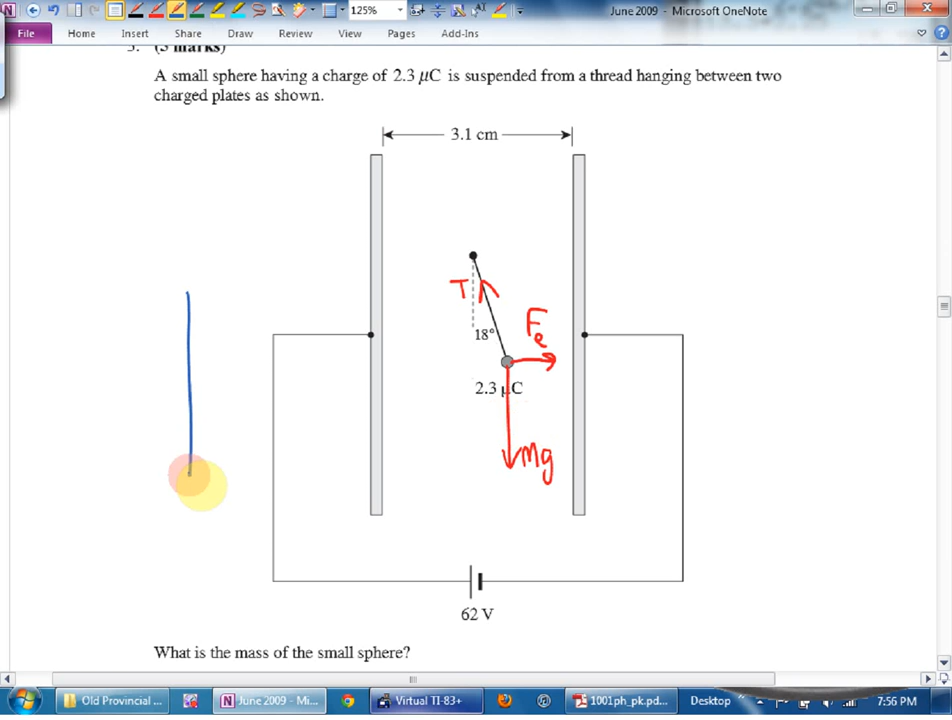 125%
June 2009 - Microsoft OneNote
File Home Insert Share Draw Review View Pages Add-Ins
5. (5 marks)
A small sphere having a charge of 2.3 μC is suspended from a thread hanging between two
charged plates as shown.
3.1 cm
T
Fe
18°
2.3 μC
mg
62 V
What is the mass of the small sphere?
Old Provincial ... June 2009 - Mi... Virtual TI-83+ 1001ph_pk.pd... Desktop 7:56 PM